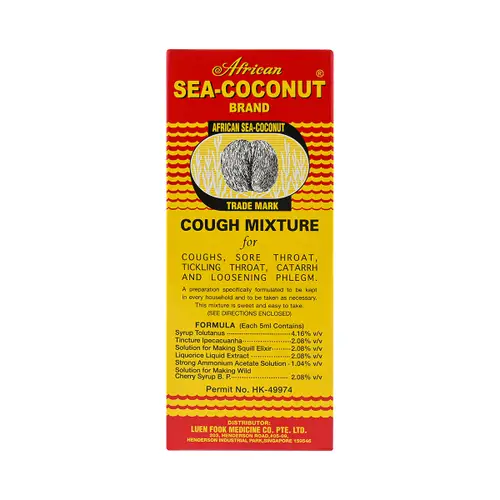 African
SEA-COCONUT®
BRAND
AFRICAN SEA-COCONUT
TRADE MARK
COUGH MIXTURE
for
COUGHS, SORE THROAT,
TICKLING THROAT, CATARRH
AND LOOSENING PHLEGM.
A preparation specifically formulated to be kept
in every household and to be taken as necessary.
This mixture is sweet and easy to take.
(SEE DIRECTIONS ENCLOSED)
FORMULA (Each 5ml Contains)
Syrup Tolutanus 4.16% v/v
Tincture Ipecacuanha 2.08% v/v
Solution for Making Squill Elixir 2.08% v/v
Liquorice Liquid Extract 2.08% v/v
Strong Ammonium Acetate Solution - 1.04% v/v
Solution for Making Wild
Cherry Syrup B. P. 2.08% v/v
Permit No. HK-49974
DISTRIBUTOR:
LUEN FOOK MEDICINE CO. PTE. LTD.
HENDERSON ROAD,
HENDERSON INDUSTRIAL PARK, SINGAPORE 159546